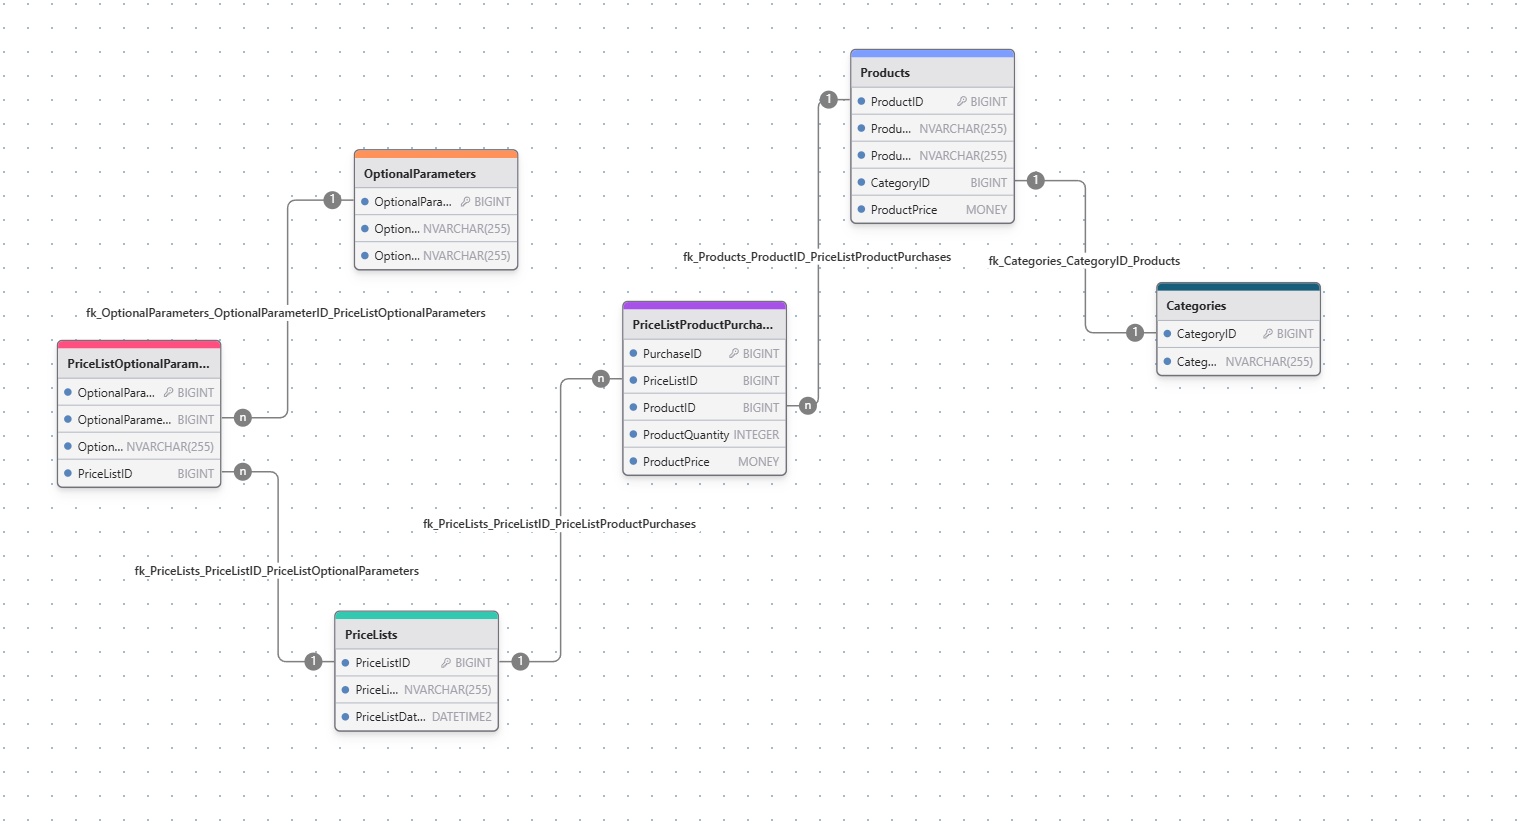 Products
1
ProductID BIGINT
Produ... NVARCHAR(255)
Produ... NVARCHAR(255)
CategoryID BIGINT
1
ProductPrice MONEY
OptionalParameters
1
OptionalPara... BIGINT
Option... NVARCHAR(255)
Option... NVARCHAR(255)
fk_Products_ProductID_PriceListProductPurchases
fk_Categories_CategoryID_Products
Categories
1
CategoryID BIGINT
Categ... NVARCHAR(255)
fk_OptionalParameters_OptionalParameterID_PriceListOptionalParameters
PriceListProductPurcha...
PurchaseID BIGINT
n
PriceListID BIGINT
ProductID BIGINT
n
ProductQuantity INTEGER
ProductPrice MONEY
PriceListOptionalParam...
OptionalPara... BIGINT
OptionalParame... BIGINT
n
Option... NVARCHAR(255)
PriceListID BIGINT
n
fk_PriceLists_PriceListID_PriceListProductPurchases
fk_PriceLists_PriceListID_PriceListOptionalParameters
PriceLists
1
PriceListID BIGINT
1
PriceLi... NVARCHAR(255)
PriceListDat... DATETIME2